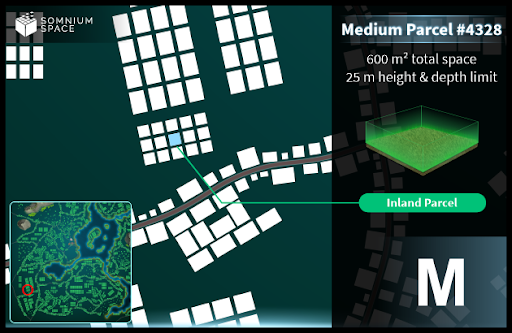 SOMNIUM
SPACE
Medium Parcel #4328
600 m² total space
25 m height & depth limit
Inland Parcel
M